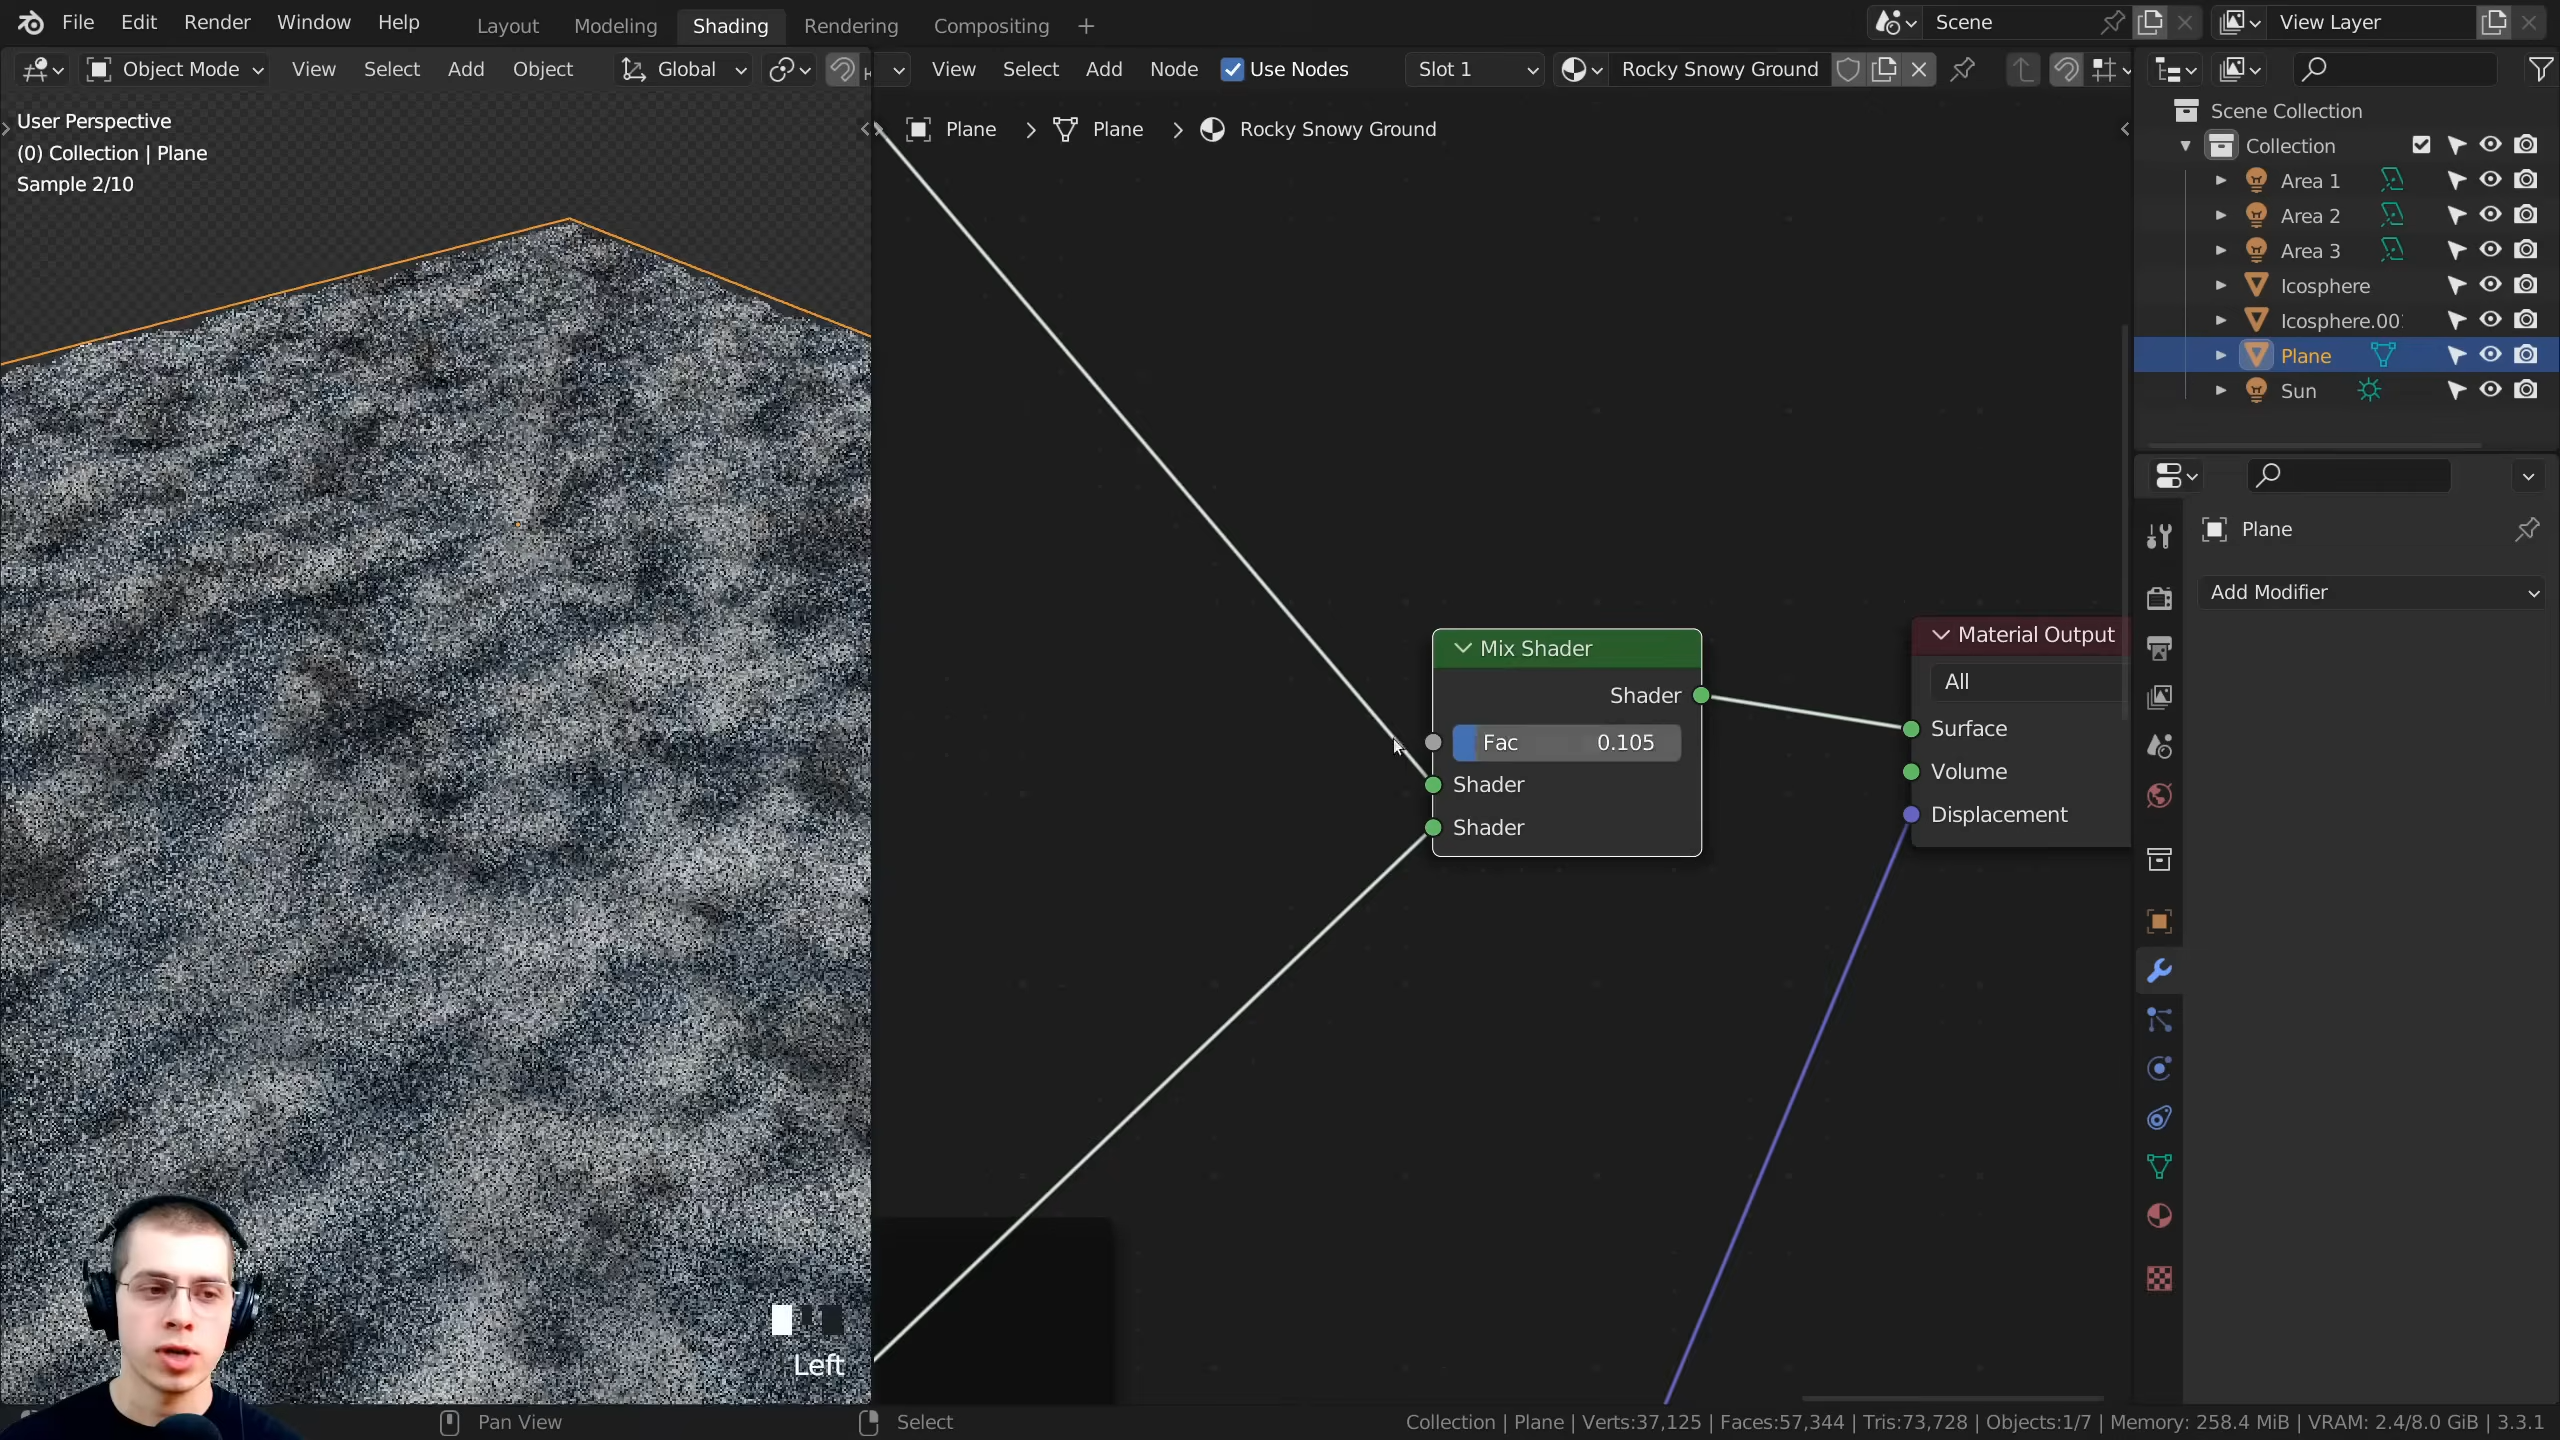 File Edit Render Window Help
Layout Modeling Shading Rendering Compositing +
Scene
View Layer
Object Mode View Select Add Object Global
View Select Add Node Use Nodes Slot 1 Rocky Snowy Ground
User Perspective
(0) Collection | Plane
Sample 2/10
Plane > Plane > Rocky Snowy Ground
Scene Collection
Collection
Area 1
Area 2
Area 3
Icosphere
Icosphere.00
Plane
Sun
Plane
Add Modifier
Mix Shader
Shader
Fac 0.105
Shader
Shader
Material Output
All
Surface
Volume
Displacement
Left
Pan View
Select
Collection | Plane | Verts:37,125 | Faces:57,344 | Tris:73,728 | Objects:1/7 | Memory: 258.4 MiB | VRAM: 2.4/8.0 GiB | 3.3.1